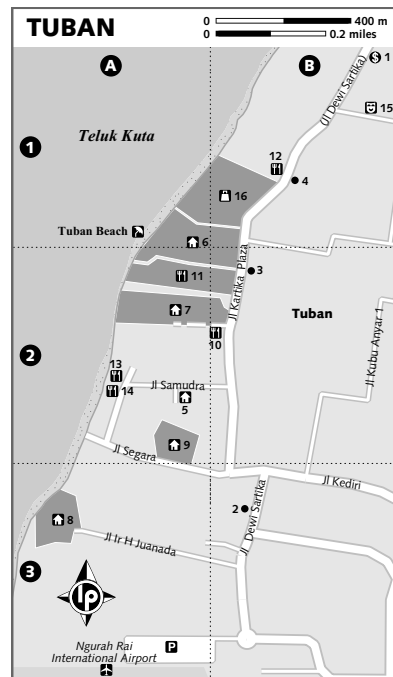 TUBAN
0 400 m
0 0.2 miles
A
B
1
(Jl Dewi Sartika)
15
Teluk Kuta
1
12
4
16
Tuban Beach
6
11
3
Jl Kartika Plaza
7
Tuban
10
2
Jl Kubu Anyar 1
13
14
Jl Samudra
5
9
Jl Segara
Jl Kediri
2
Jl Dewi Sartika
8
Jl Ir H Juanada
3
lp
Ngurah Rai
International Airport
P